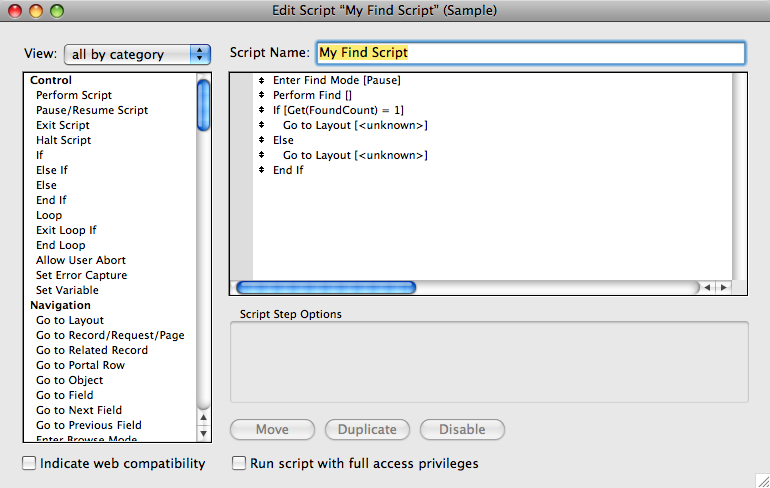 Edit Script “My Find Script” (Sample)
View: all by category
Script Name: My Find Script
Control
Perform Script
Pause/Resume Script
Exit Script
Halt Script
If
Else If
Else
End If
Loop
Exit Loop If
End Loop
Allow User Abort
Set Error Capture
Set Variable
Navigation
Go to Layout
Go to Record/Request/Page
Go to Related Record
Go to Portal Row
Go to Object
Go to Field
Go to Next Field
Go to Previous Field
Enter Browse Mode
Enter Find Mode [Pause]
Perform Find []
If [Get(FoundCount) = 1]
Go to Layout [<unknown>]
Else
Go to Layout [<unknown>]
End If
Script Step Options
Move
Duplicate
Disable
Indicate web compatibility
Run script with full access privileges